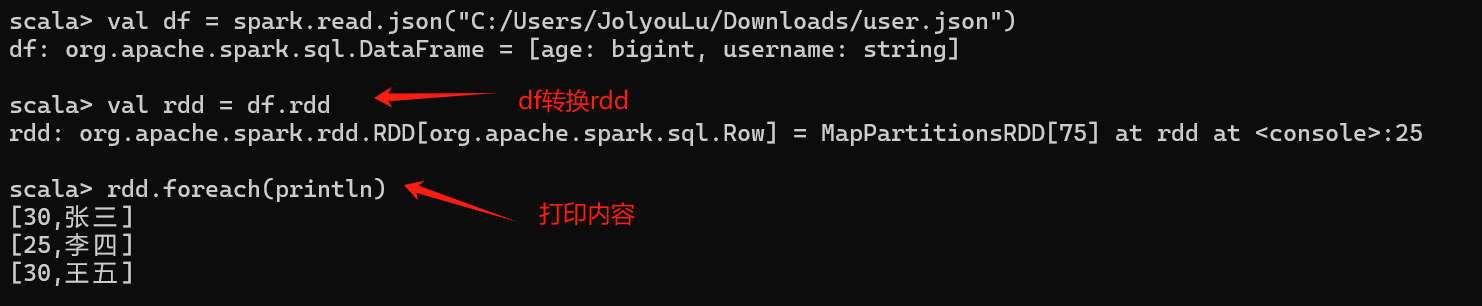 scala> val df = spark.read.json("C:/Users/JolyouLu/Downloads/user.json")
df: org.apache.spark.sql.DataFrame = [age: bigint, username: string]
scala> val rdd = df.rdd
df转换rdd
rdd: org.apache.spark.rdd.RDD[org.apache.spark.sql.Row] = MapPartitionsRDD[75] at rdd at <console>:25
scala> rdd.foreach(println)
[30,张三]
打印内容
[25,李四]
[30,王五]